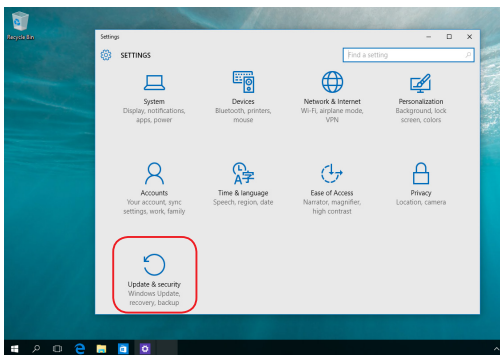 Recycle Bin
Settings
SETTINGS
Find a setting
System
Display, notifications,
apps, power
Devices
Bluetooth, printers,
mouse
Network & Internet
Wi-Fi, airplane mode,
VPN
Personalization
Background, lock
screen, colors
Accounts
Your account, sync
settings, work, family
Time & language
Speech, region, date
Ease of Access
Narrator, magnifier,
high contrast
Privacy
Location, camera
Update & security
Windows Update,
recovery, backup